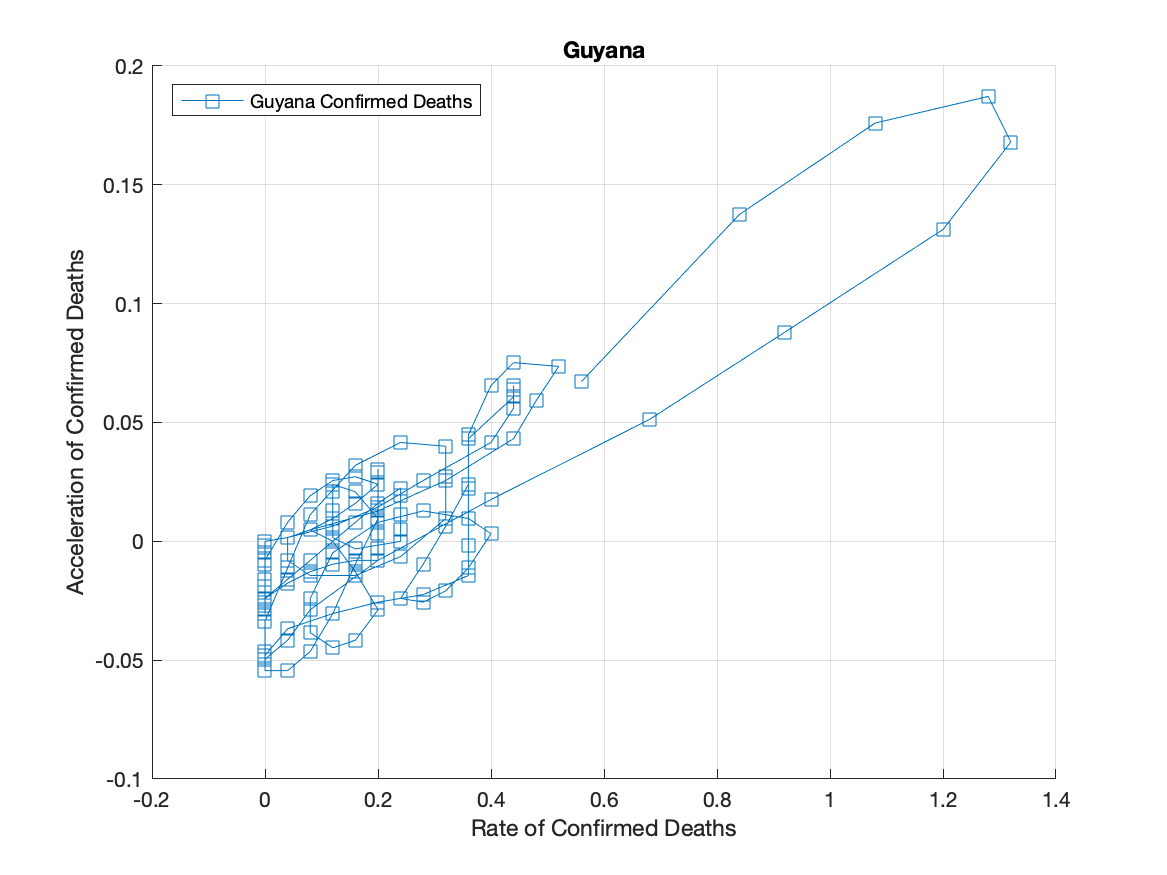 Guyana
Guyana Confirmed Deaths
Acceleration of Confirmed Deaths
0.2
0.15
0.1
0.05
0
-0.05
-0.1
-0.2 0 0.2 0.4 0.6 0.8 1 1.2 1.4
Rate of Confirmed Deaths